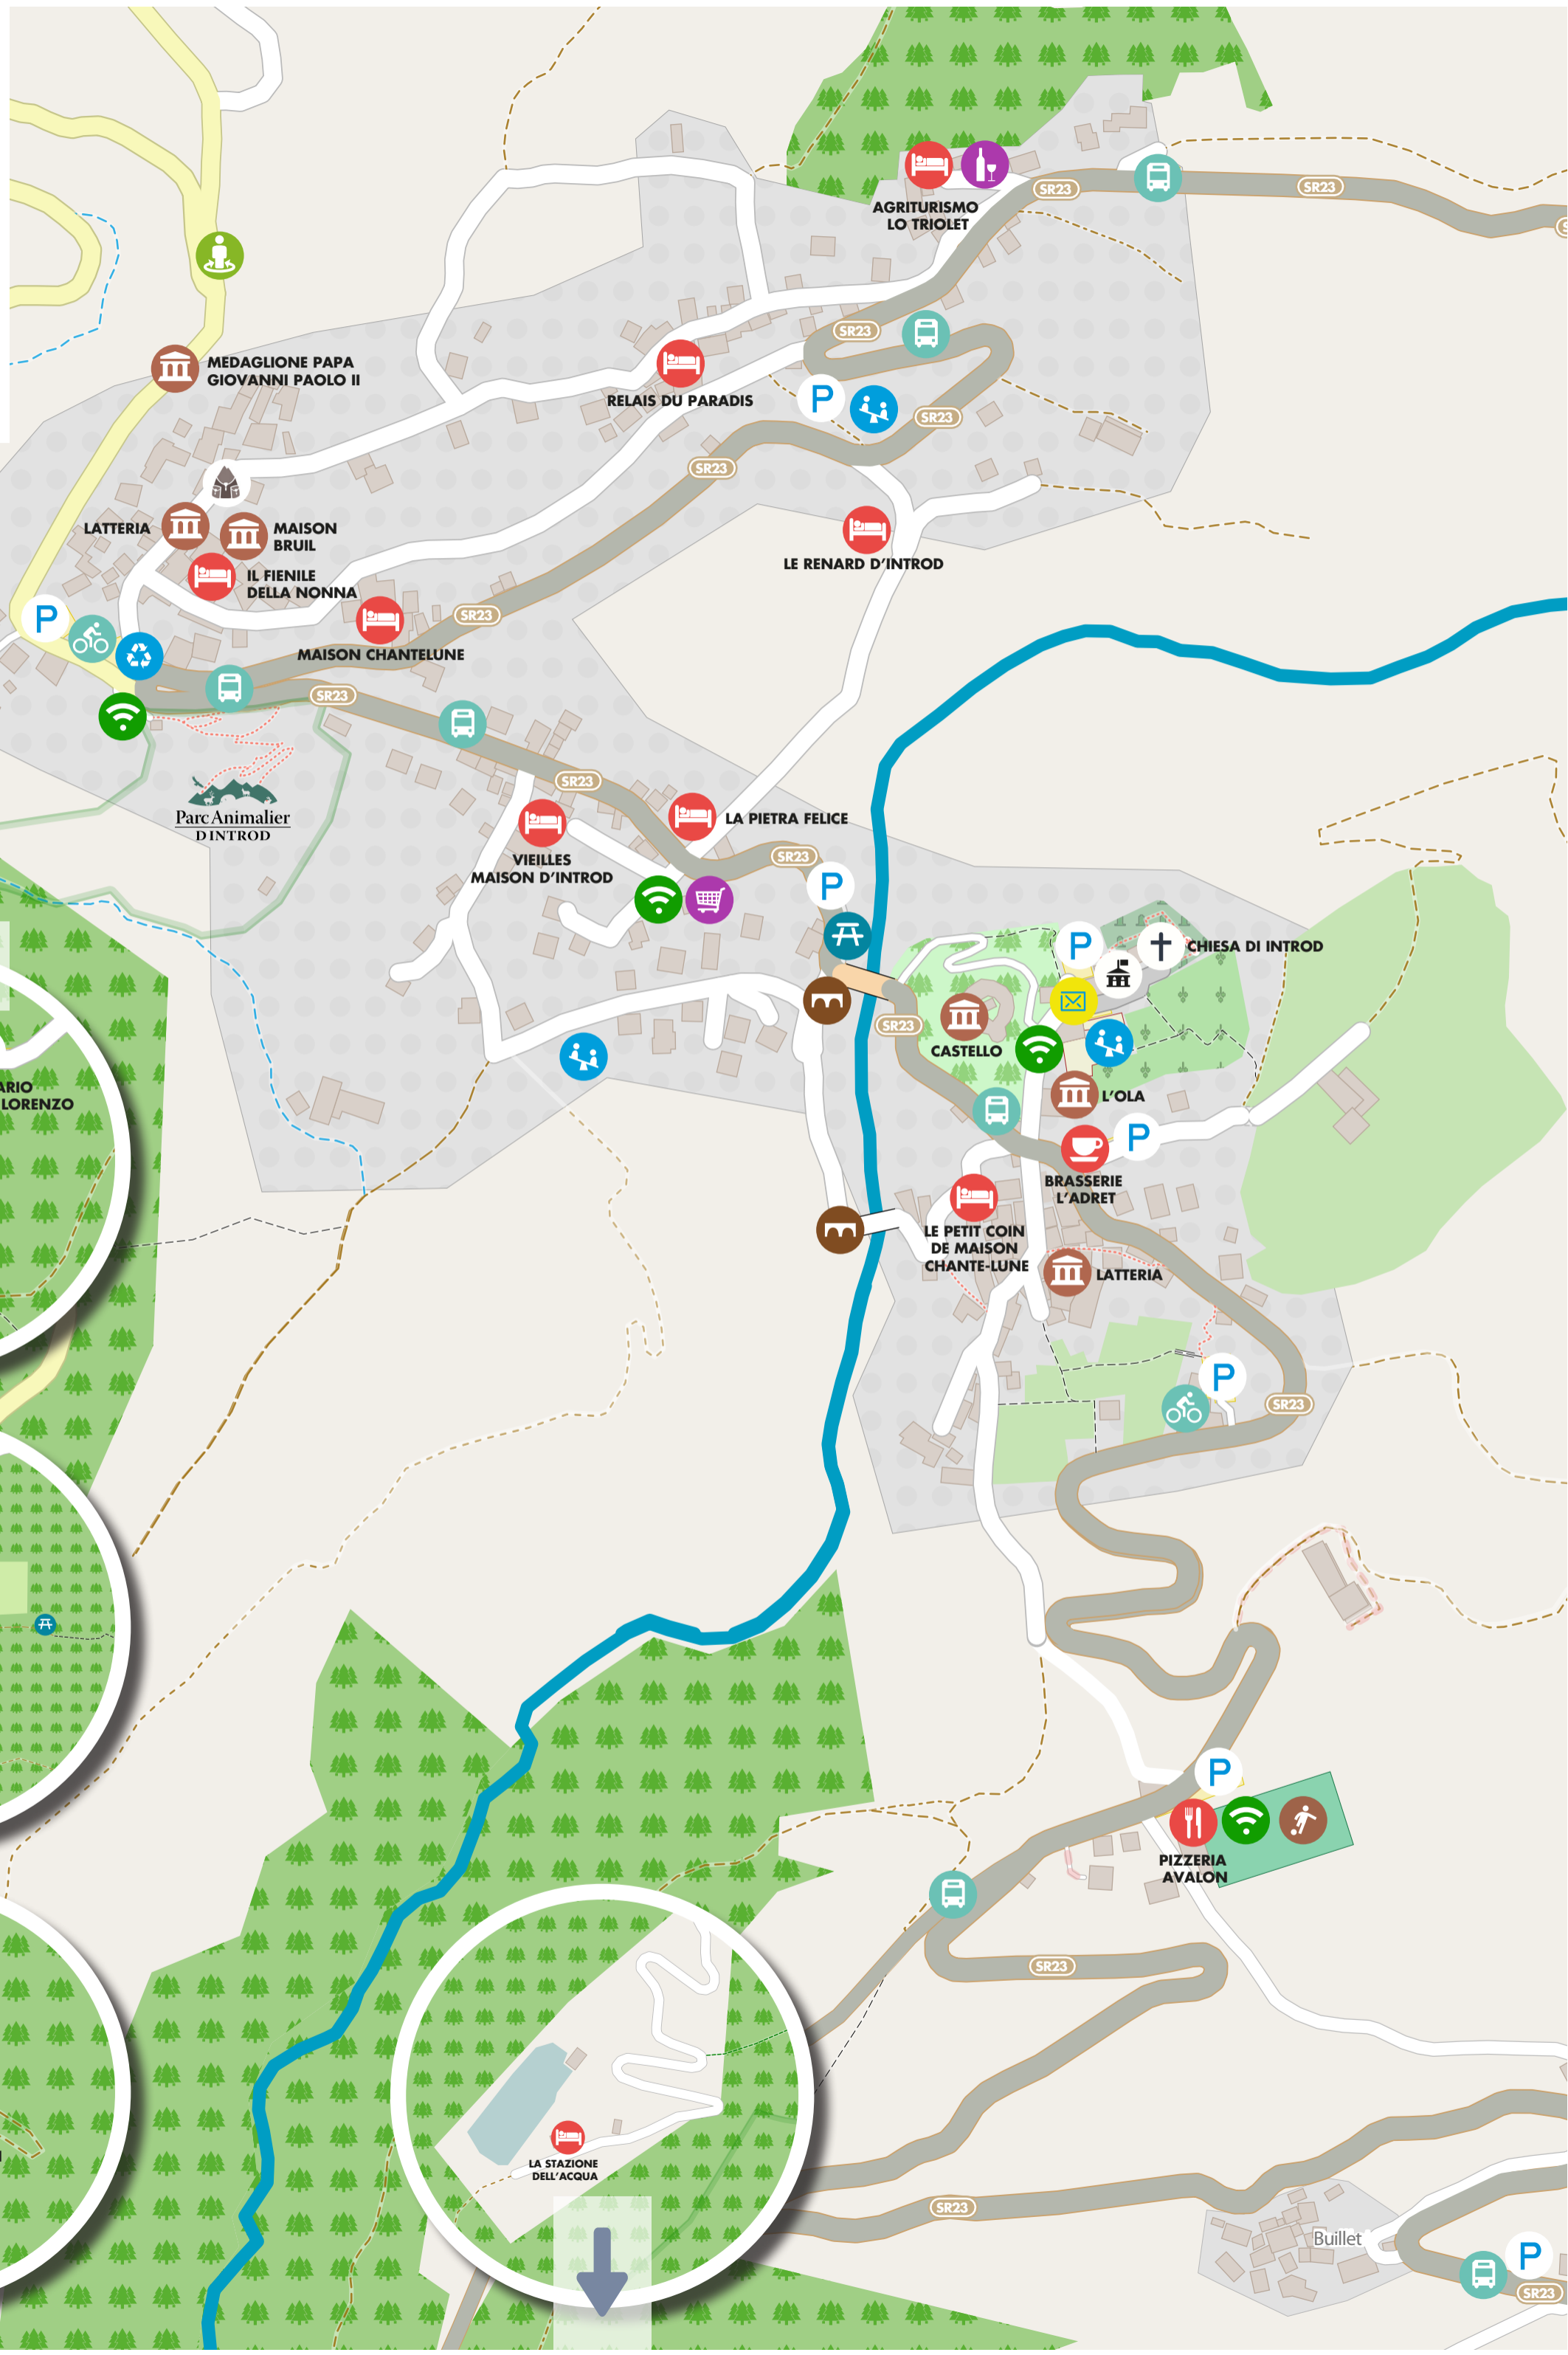 AGRITURISMO
LO TRIOLET
SR23
SR23
SR23
MEDAGLIONE PAPA
GIOVANNI PAOLO II
RELAIS DU PARADIS
P
SR23
SR23
LATTERIA
MAISON
BRUIL
IL FIENILE
DELLA NONNA
LE RENARD D'INTROD
P
SR23
MAISON CHANTELUNE
SR23
SR23
Parc Animalier
D'INTROD
LA PIETRA FELICE
VIEILLES
MAISON D'INTROD
SR23
P
P
CHIESA DI INTROD
SR23
CASTELLO
L'OLA
ARIO
LORENZO
P
BRASSERIE
L'ADRET
LE PETIT COIN
DE MAISON
CHANTE-LUNE
LATTERIA
P
SR23
P
PIZZERIA
AVALON
SR23
LA STAZIONE
DELL'ACQUA
SR23
Buillet
P
SR23